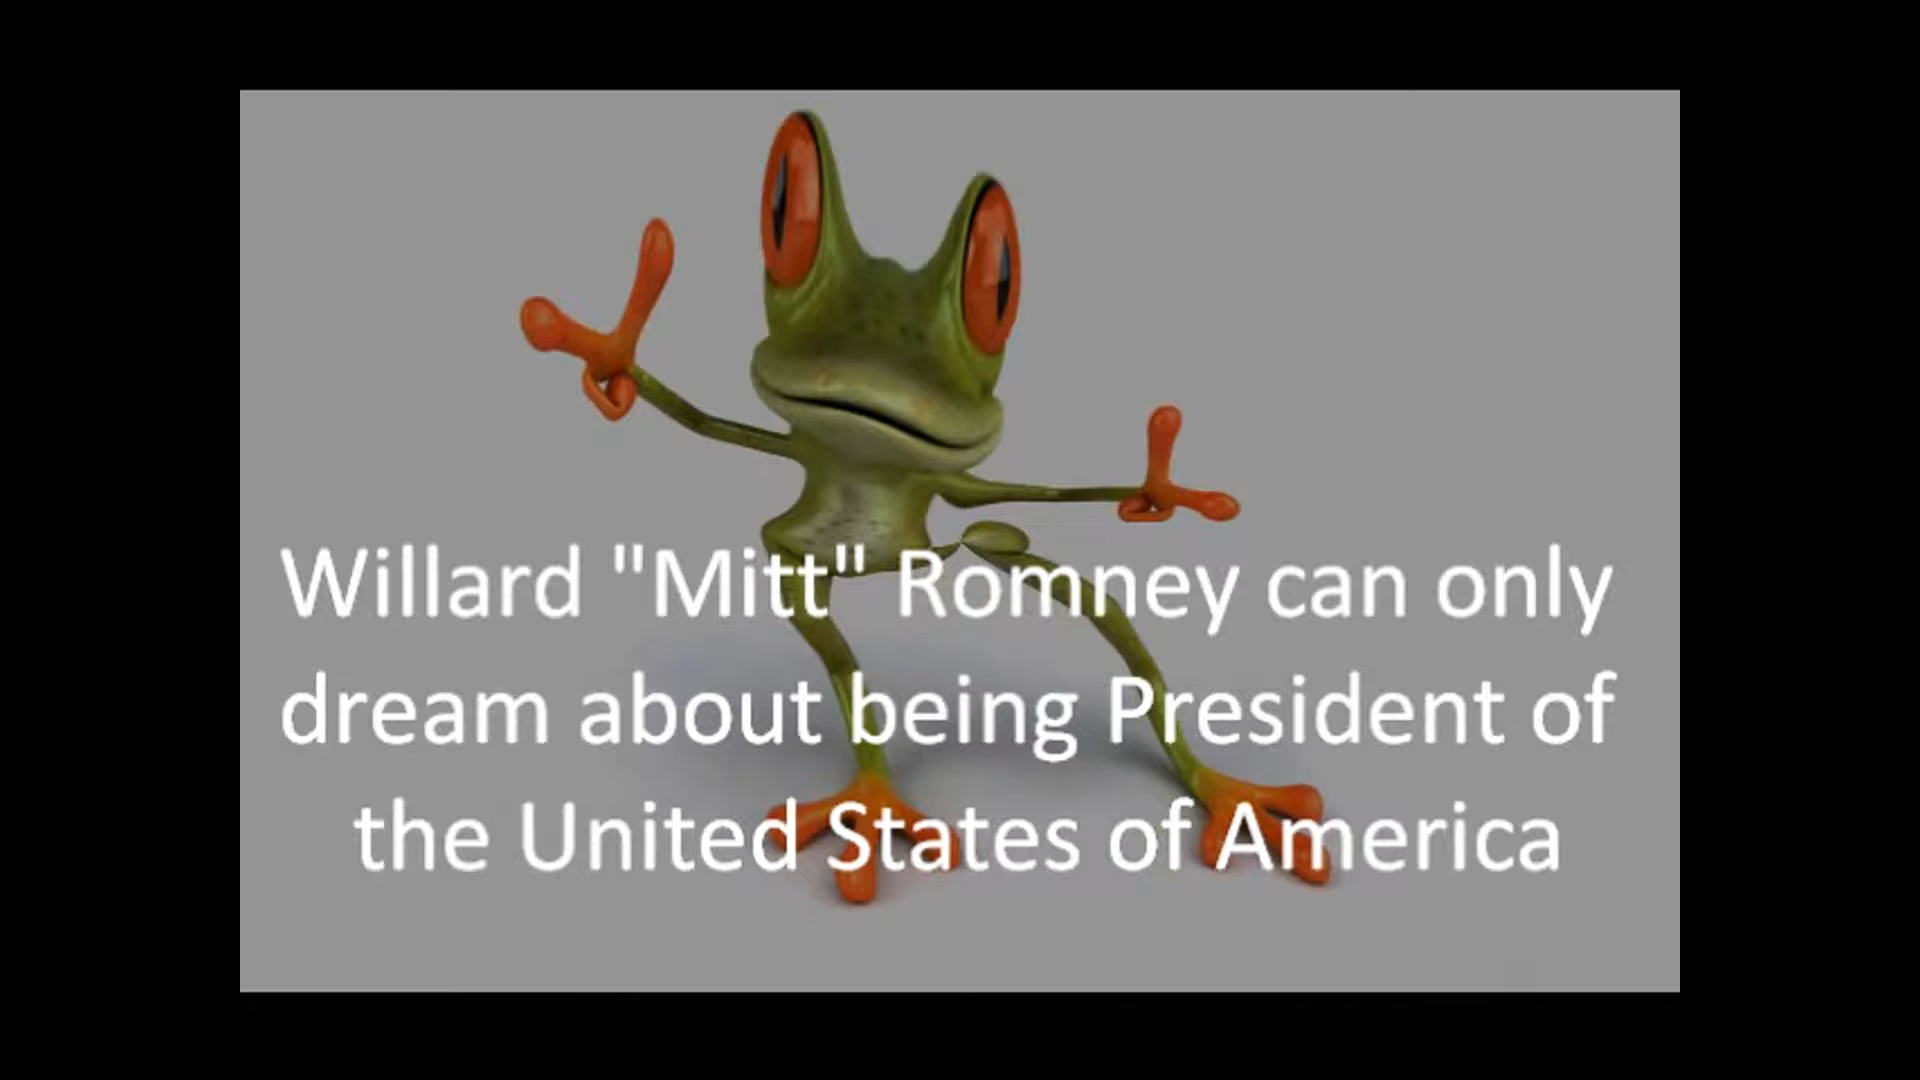 Willard "Mitt" Romney can only
dream about being President of
the United States of America